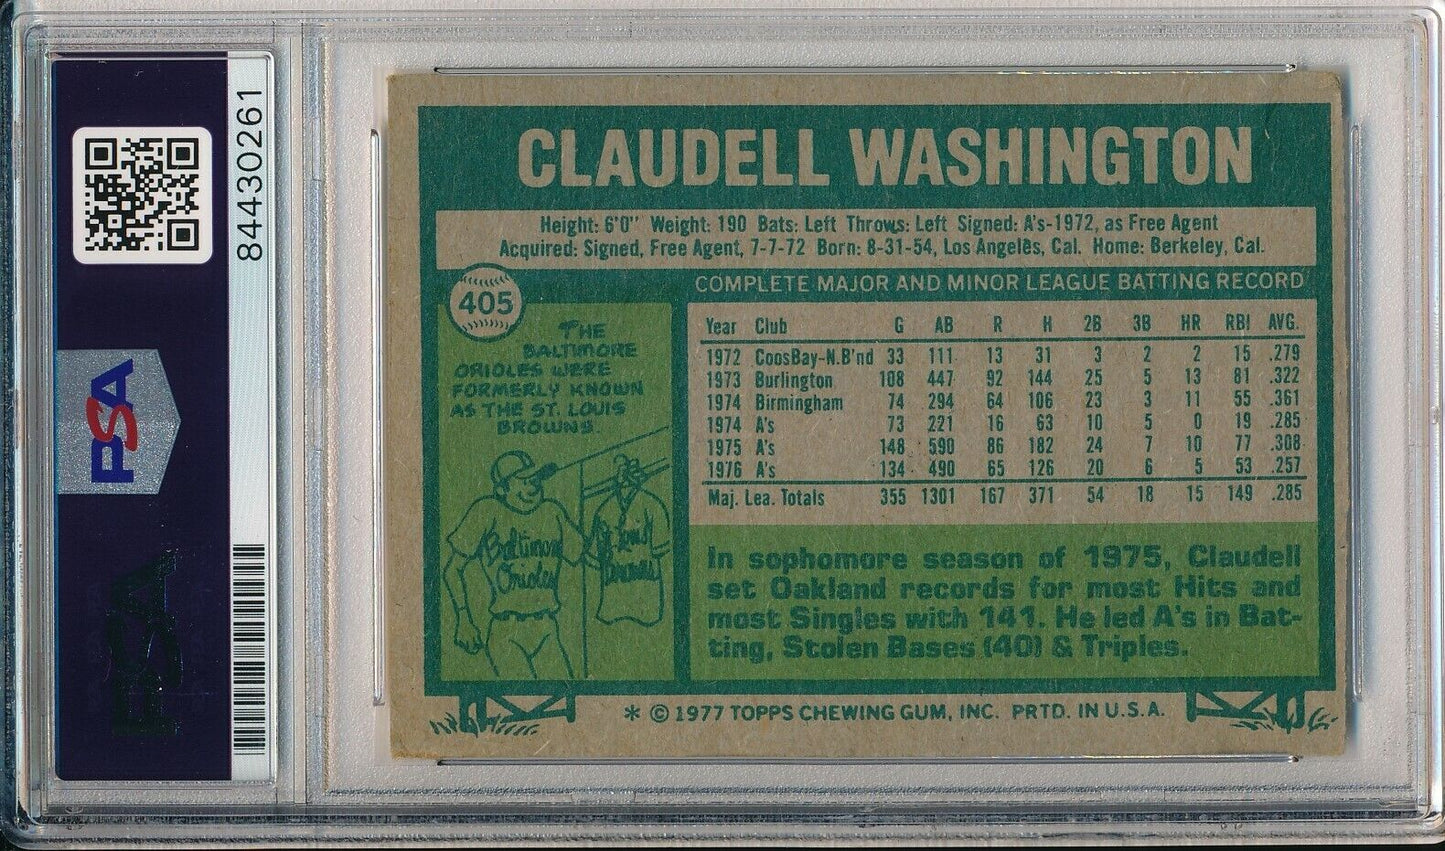 84430261
PSA
PSA
CLAUDELL WASHINGTON
Height: 6'0" Weight: 190 Bats: Left Throws: Left Signed: A's-1972, as Free Agent
Acquired: Signed, Free Agent, 7-7-72 Born: 8-31-54, Los Angeles, Cal. Home: Berkeley, Cal.
405
THE
BALTIMORE
ORIOLES WERE
FORMERLY KNOWN
AS THE ST. LOUIS
BROWNS.
Baltimore
Orioles
St. Louis
Browns
COMPLETE MAJOR AND MINOR LEAGUE BATTING RECORD
Year Club G AB R H 2B 3B HR RBI AVG.
1972 CoosBay-N.B'nd 33 111 13 31 3 2 2 15 .279
1973 Burlington 108 447 92 144 25 5 13 81 .322
1974 Birmingham 74 294 64 106 23 3 11 55 .361
1974 A's 73 221 16 63 10 5 0 19 .285
1975 A's 148 590 86 182 24 7 10 77 .308
1976 A's 134 490 65 126 20 6 5 53 .257
Maj. Lea. Totals 355 1301 167 371 54 18 15 149 .285
In sophomore season of 1975, Claudell
set Oakland records for most Hits and
most Singles with 141. He led A's in Bat-
ting, Stolen Bases (40) & Triples.
* © 1977 TOPPS CHEWING GUM, INC. PRTD. IN U.S.A.